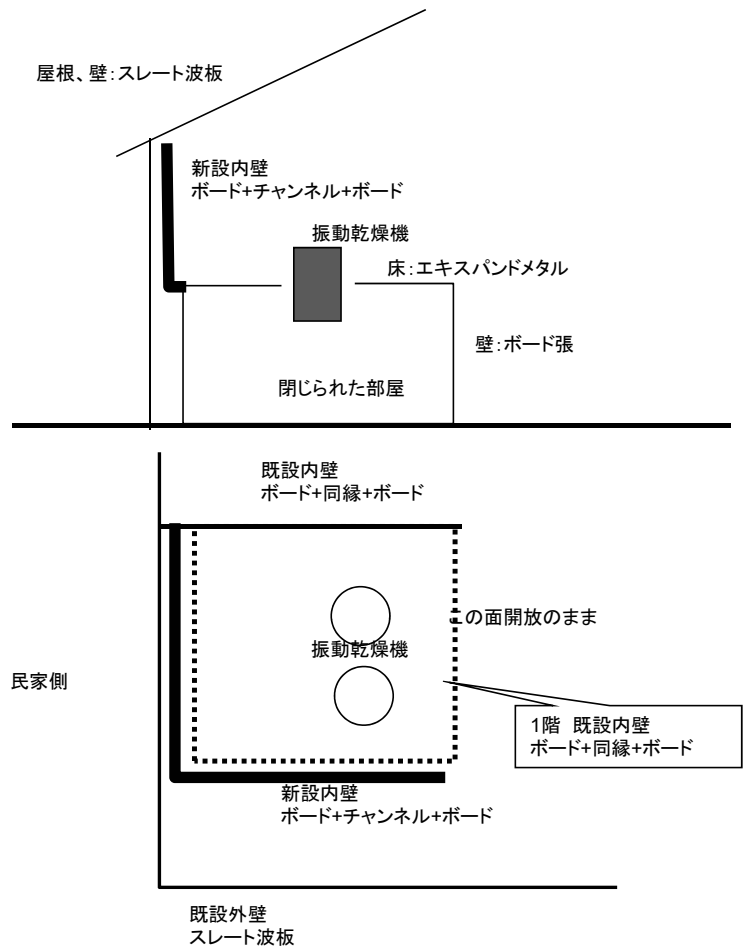 屋根、壁：スレート波板
新設内壁
ボード+チャンネル+ボード
振動乾燥機
床：エキスパンドメタル
壁：ボード張
閉じられた部屋
既設内壁
ボード+同縁+ボード
この面開放のまま
振動乾燥機
民家側
1階 既設内壁
ボード+同縁+ボード
新設内壁
ボード+チャンネル+ボード
既設外壁
スレート波板